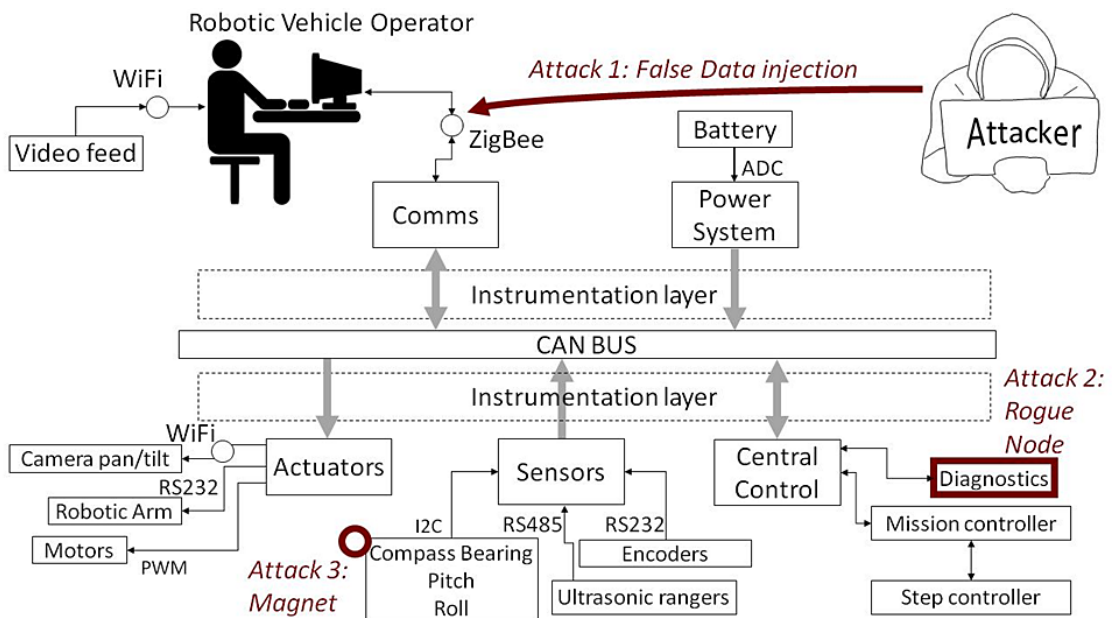 Robotic Vehicle Operator
WiFi
Video feed
Attack 1: False Data injection
ZigBee
Battery
ADC
Attacker
Comms
Power
System
Instrumentation layer
CAN BUS
Instrumentation layer
Attack 2:
Rogue
Node
WiFi
Camera pan/tilt
Actuators
RS232
Robotic Arm
Motors
PWM
Sensors
I2C
RS485
RS232
Compass Bearing
Pitch
Roll
Attack 3:
Magnet
Encoders
Ultrasonic rangers
Central
Control
Diagnostics
Mission controller
Step controller